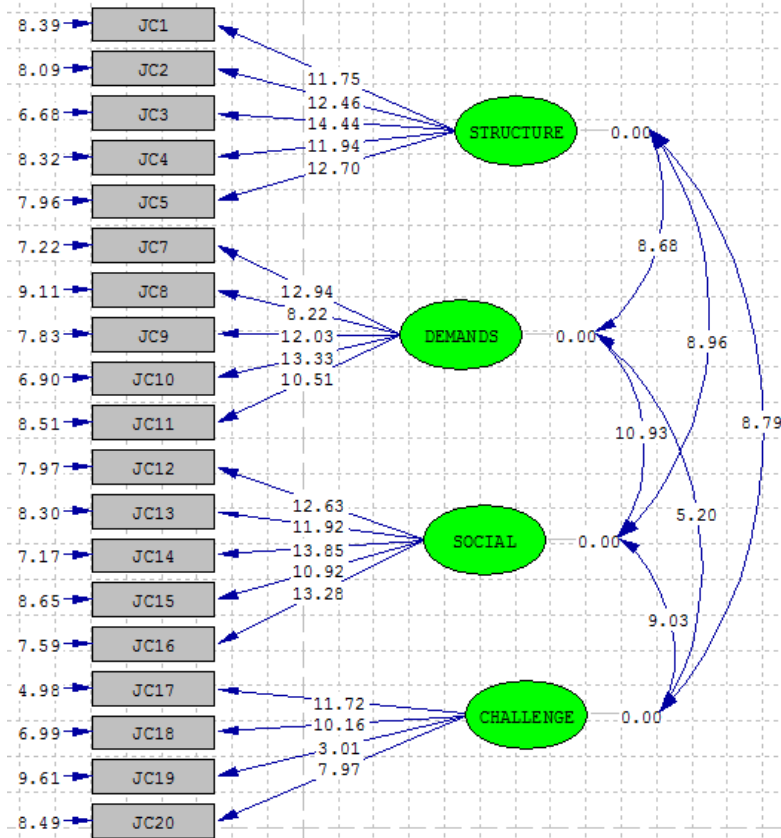 8.39 JC1
8.09 JC2
11.75
12.46
6.68 JC3
14.44
STRUCTURE 0.00
11.94
8.32 JC4
12.70
7.96 JC5
7.22 JC7
8.68
9.11 JC8
12.94
8.22
7.83 JC9
12.03
DEMANDS 0.00
8.96
13.33
6.90 JC10
10.51
8.51 JC11
8.79
10.93
7.97 JC12
12.63
8.30 JC13
5.20
11.92
SOCIAL 0.00
7.17 JC14
13.85
10.92
8.65 JC15
13.28
9.03
7.59 JC16
4.98 JC17
11.72
CHALLENGE 0.00
6.99 JC18
10.16
3.01
9.61 JC19
7.97
8.49 JC20